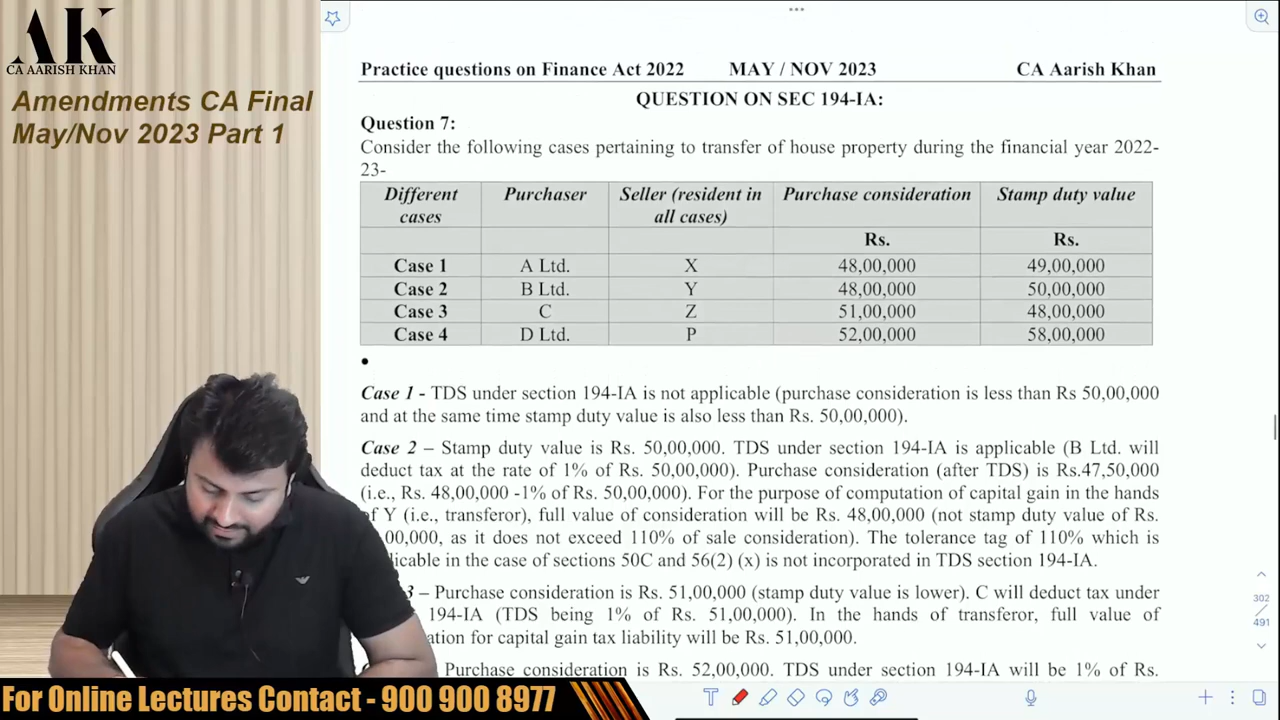 AK
CA AARISH KHAN
Amendments CA Final
May/Nov 2023 Part 1
Practice questions on Finance Act 2022 MAY / NOV 2023 CA Aarish Khan
QUESTION ON SEC 194-IA:
Question 7:
Consider the following cases pertaining to transfer of house property during the financial year 2022-
23-
Different cases Purchaser Seller (resident in all cases) Purchase consideration Stamp duty value
Rs. Rs.
Case 1 A Ltd. X 48,00,000 49,00,000
Case 2 B Ltd. Y 48,00,000 50,00,000
Case 3 C Z 51,00,000 48,00,000
Case 4 D Ltd. P 52,00,000 58,00,000
Case 1 - TDS under section 194-IA is not applicable (purchase consideration is less than Rs 50,00,000
and at the same time stamp duty value is also less than Rs. 50,00,000).
Case 2 – Stamp duty value is Rs. 50,00,000. TDS under section 194-IA is applicable (B Ltd. will
deduct tax at the rate of 1% of Rs. 50,00,000). Purchase consideration (after TDS) is Rs.47,50,000
(i.e., Rs. 48,00,000 -1% of Rs. 50,00,000). For the purpose of computation of capital gain in the hands
of Y (i.e., transferor), full value of consideration will be Rs. 48,00,000 (not stamp duty value of Rs.
00,000, as it does not exceed 110% of sale consideration). The tolerance tag of 110% which is
licable in the case of sections 50C and 56(2) (x) is not incorporated in TDS section 194-IA.
3 – Purchase consideration is Rs. 51,00,000 (stamp duty value is lower). C will deduct tax under
194-IA (TDS being 1% of Rs. 51,00,000). In the hands of transferor, full value of
ation for capital gain tax liability will be Rs. 51,00,000.
Purchase consideration is Rs. 52,00,000. TDS under section 194-IA will be 1% of Rs.
302
/
491
For Online Lectures Contact - 900 900 8977